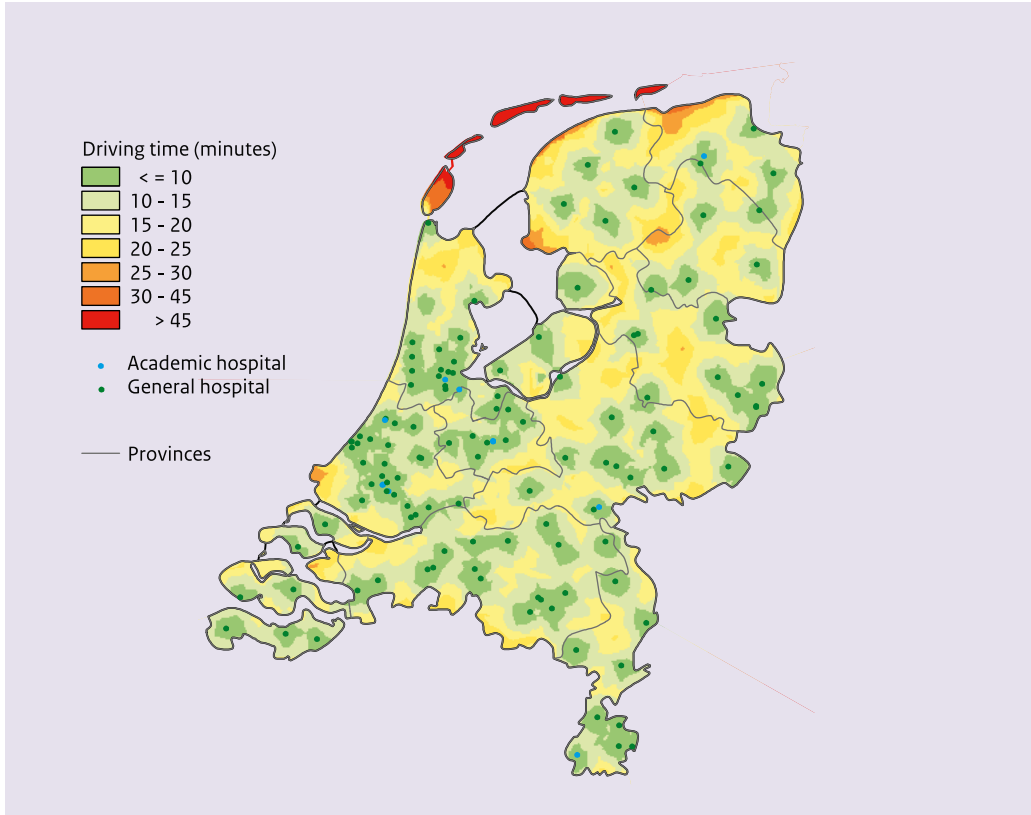 Driving time (minutes)
< = 10
10 - 15
15 - 20
20 - 25
25 - 30
30 - 45
> 45
Academic hospital
General hospital
Provinces